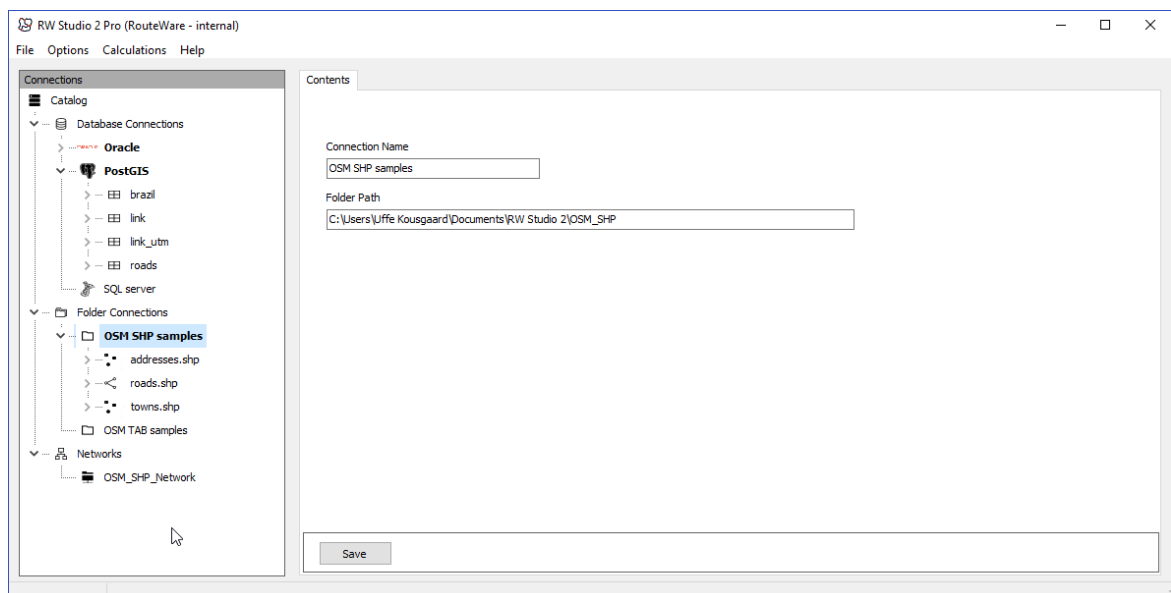 RW Studio 2 Pro (RouteWare - internal)
File Options Calculations Help
Connections
Catalog
Database Connections
Oracle
PostGIS
brazil
link
link_utm
roads
SQL server
Folder Connections
OSM SHP samples
addresses.shp
roads.shp
towns.shp
OSM TAB samples
Networks
OSM_SHP_Network
Contents
Connection Name
OSM SHP samples
Folder Path
C:\Users\Uffe Kousgaard\Documents\RW Studio 2\OSM_SHP
Save